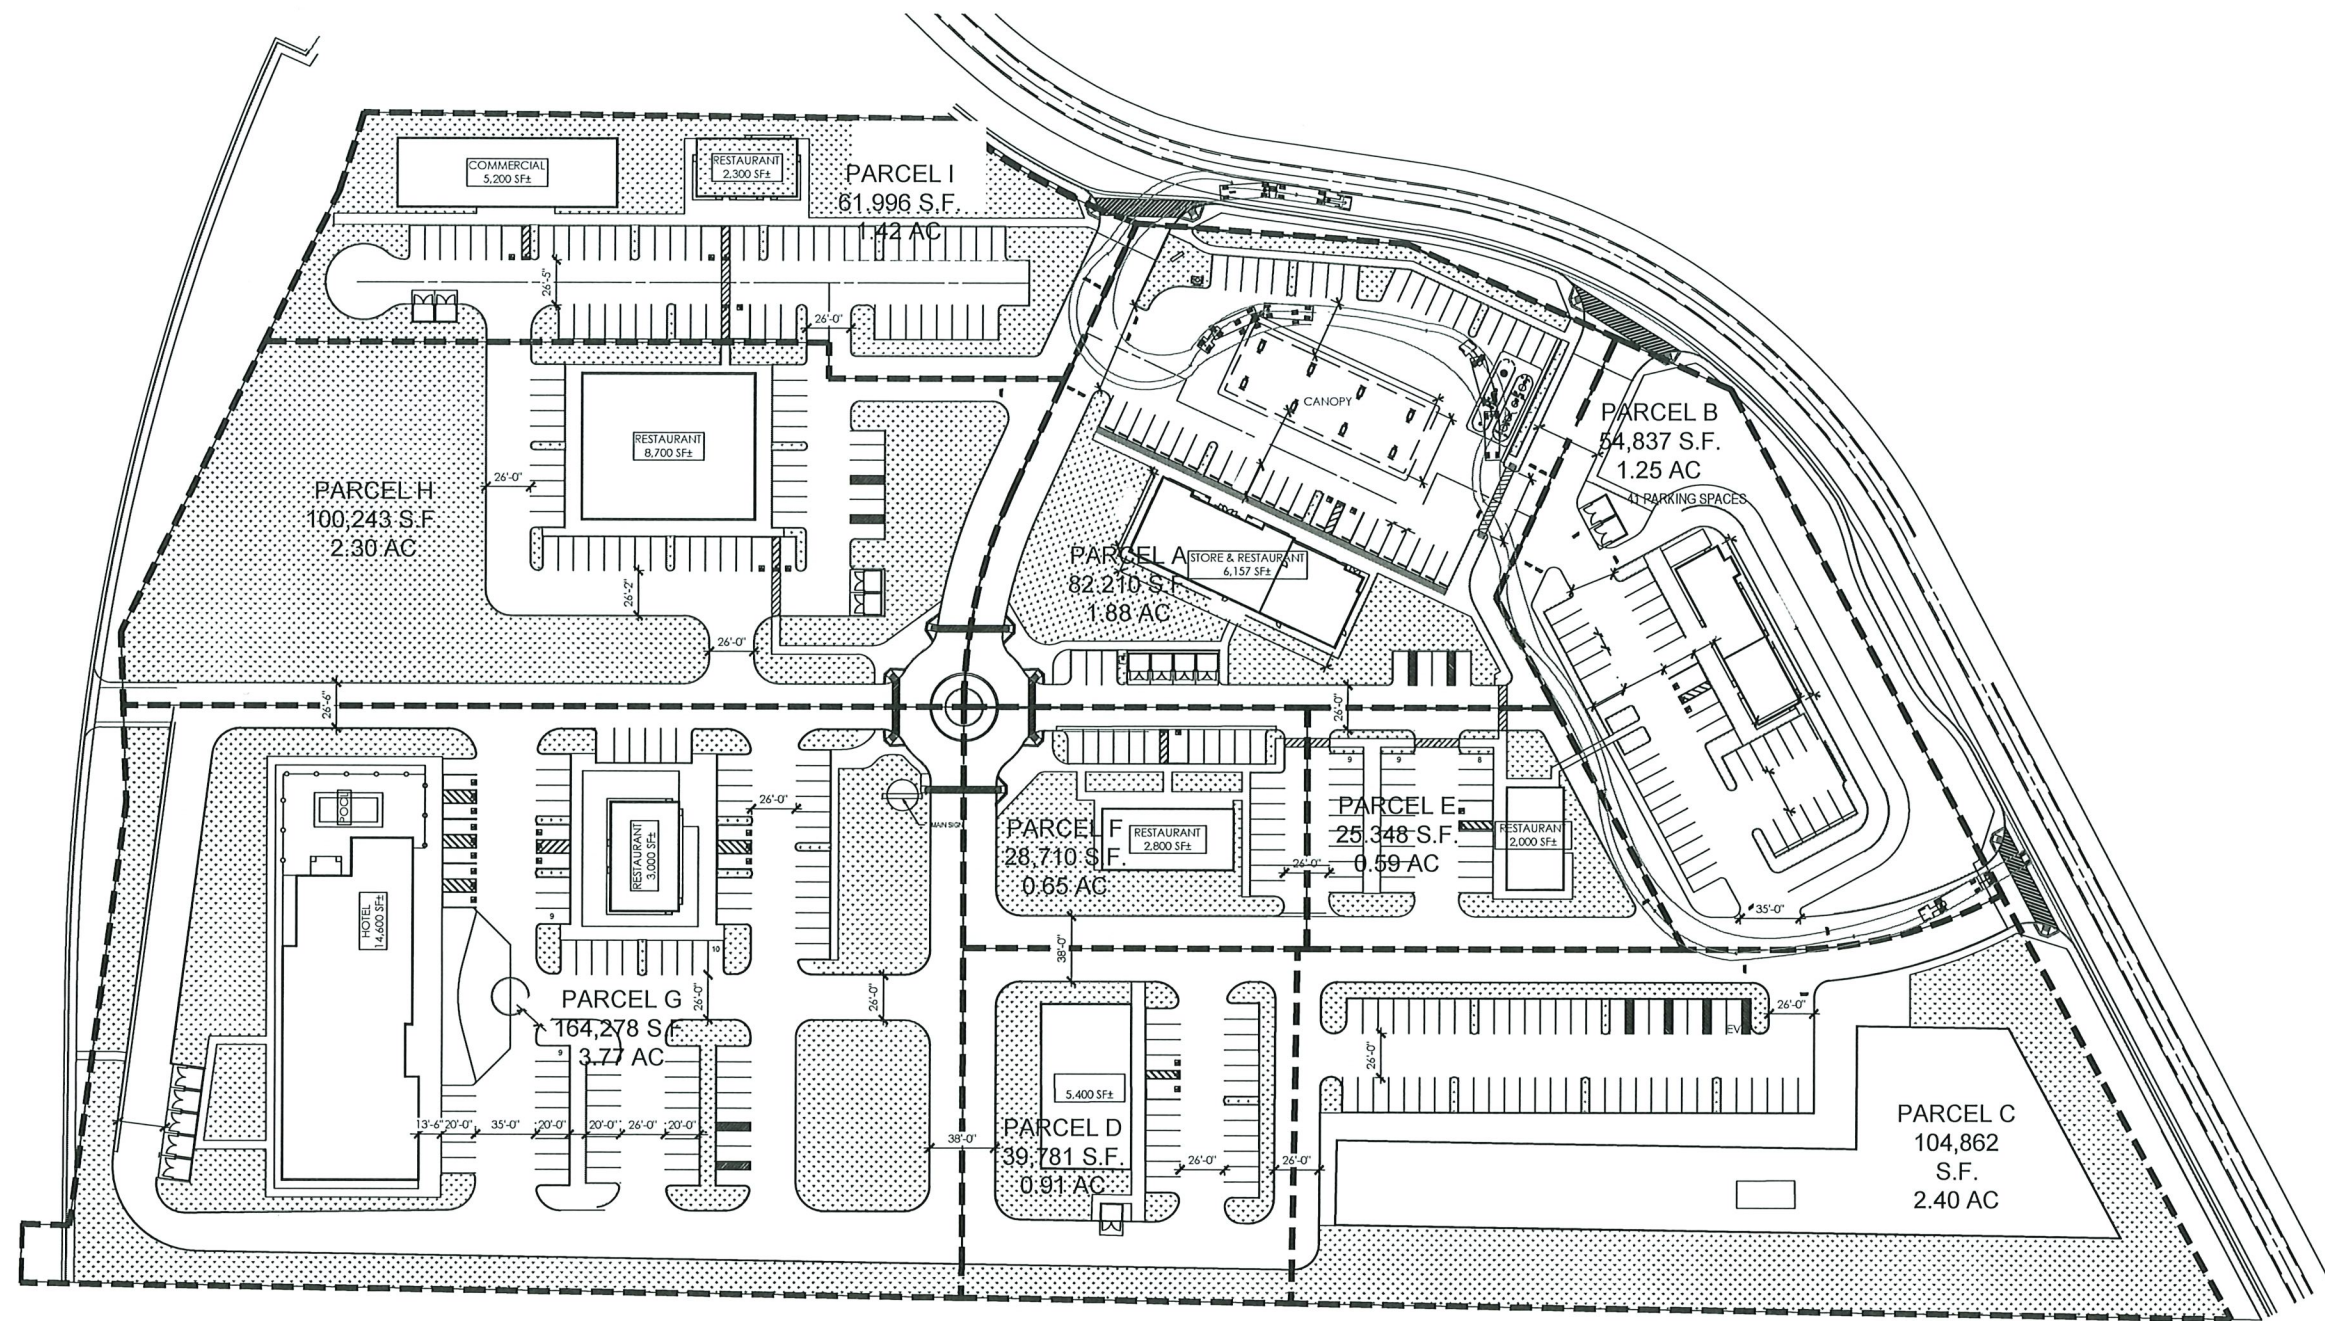 COMMERCIAL
5,200 SF±
RESTAURANT
2,300 SF±
PARCEL I
61,996 S.F.
1.42 AC
26'-5"
26'-0"
RESTAURANT
8,700 SF±
26'-0"
PARCEL H
100,243 S.F.
2.30 AC
26'-2"
26'-0"
26'-6"
CANOPY
PARCEL A
82,210 S.F.
1.88 AC
STORE & RESTAURANT
6,157 SF±
PARCEL B
54,837 S.F.
1.25 AC
41 PARKING SPACES
26'-0"
35'-0"
POOL
HOTEL
14,600 SF±
RESTAURANT
3,000 SF±
9
10
26'-0"
MAIN SIGN
26'-0"
26'-0"
PARCEL G
164,278 S.F.
3.77 AC
9
13'-6"
20'-0"
35'-0"
20'-0"
20'-0"
26'-0"
20'-0"
38'-0"
PARCEL F
28,710 S.F.
0.65 AC
RESTAURANT
2,800 SF±
26'-0"
38'-0"
9
9
8
PARCEL E
25,348 S.F.
0.59 AC
RESTAURANT
2,000 SF±
5,400 SF±
PARCEL D
39,781 S.F.
0.91 AC
26'-0"
26'-0"
26'-0"
EV
26'-0"
PARCEL C
104,862
S.F.
2.40 AC